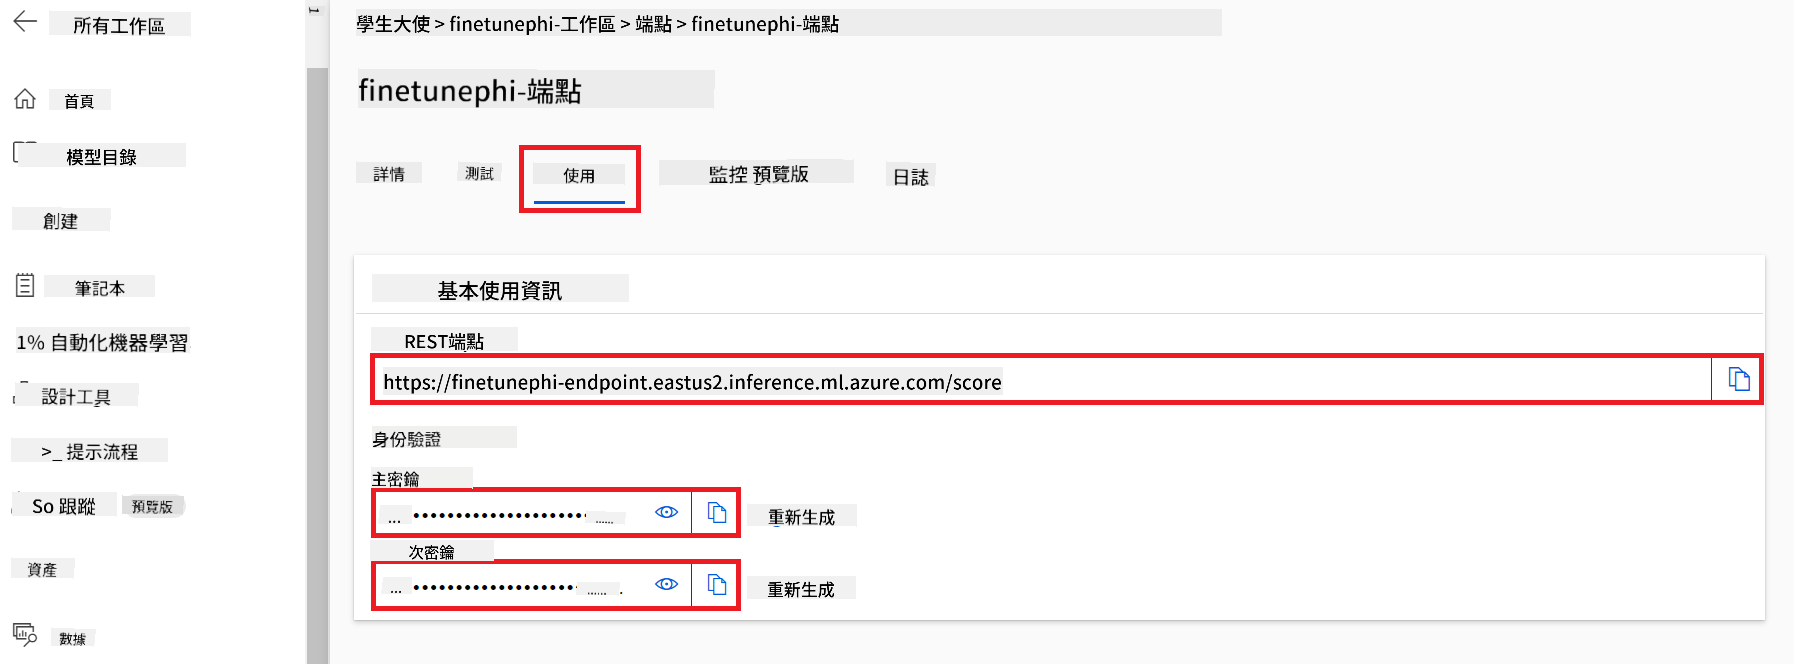 所有工作區
首頁
模型目錄
創建
筆記本
1% 自動化機器學習
設計工具
>_ 提示流程
So 跟蹤 預覽版
資產
數據
學生大使 > finetunephi-工作區 > 端點 > finetunephi-端點
finetunephi-端點
詳情 測試 使用 監控 預覽版 日誌
基本使用資訊
REST端點
https://finetunephi-endpoint.eastus2.inference.ml.azure.com/score
身份驗證
主密鑰
重新生成
次密鑰
重新生成